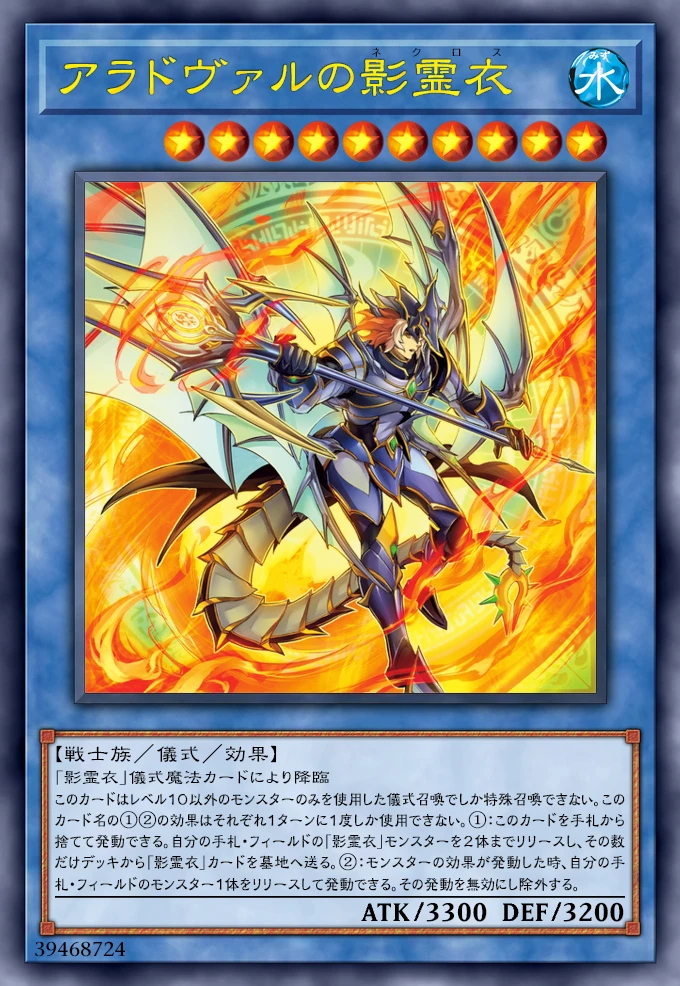 ネクロス
アラドヴァルの影霊衣
みず
水
【戦士族／儀式／効果】
「影霊衣」儀式魔法カードにより降臨
このカードはレベル10以外のモンスターのみを使用した儀式召喚でしか特殊召喚できない。この
カード名の①②の効果はそれぞれ1ターンに1度しか使用できない。①：このカードを手札から
捨てて発動できる。自分の手札・フィールドの「影霊衣」モンスターを2体までリリースし、その数
だけデッキから「影霊衣」カードを墓地へ送る。②：モンスターの効果が発動した時、自分の手
札・フィールドのモンスター1体をリリースして発動できる。その発動を無効にし除外する。
ATK/3300 DEF/3200
39468724